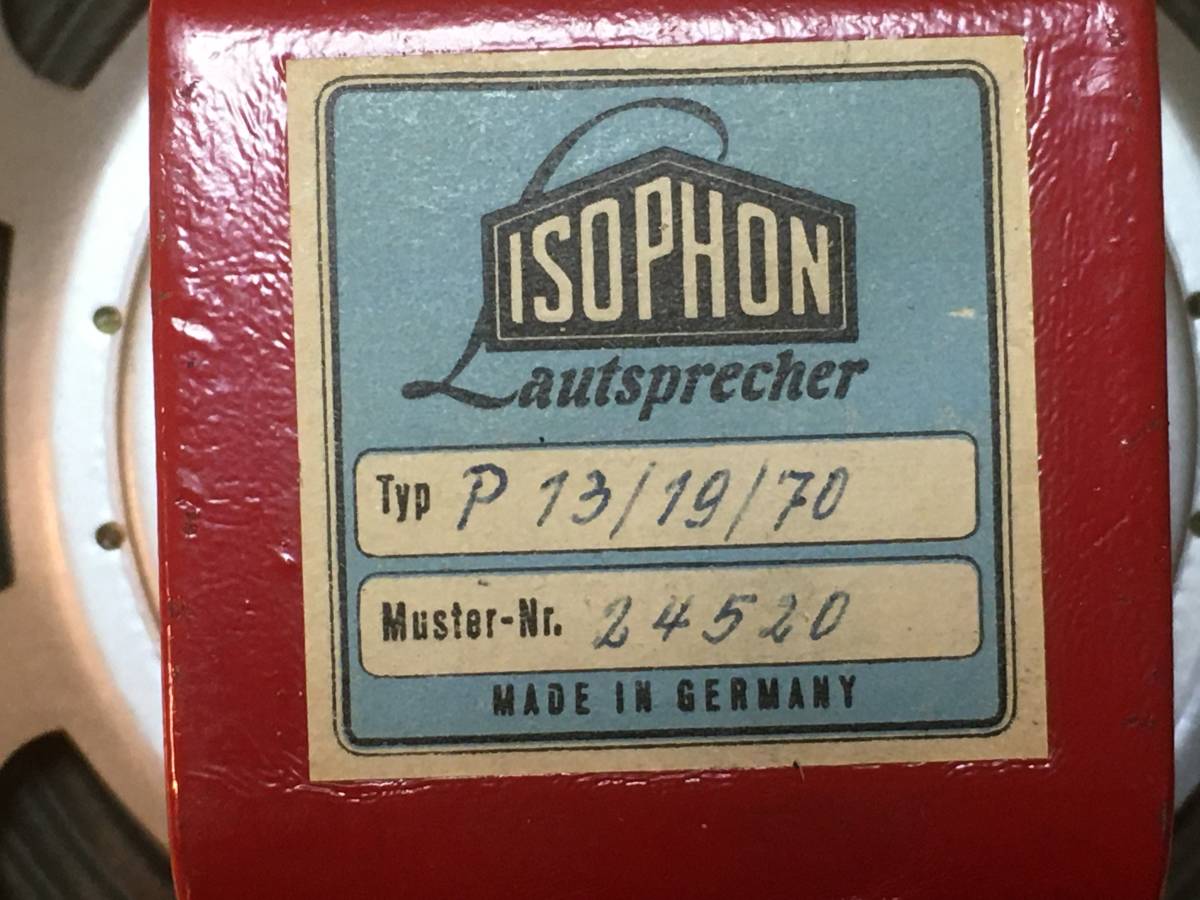 ISOPHON
Lautsprecher
Typ P 13/19/70
Muster-Nr. 24520
MADE IN GERMANY